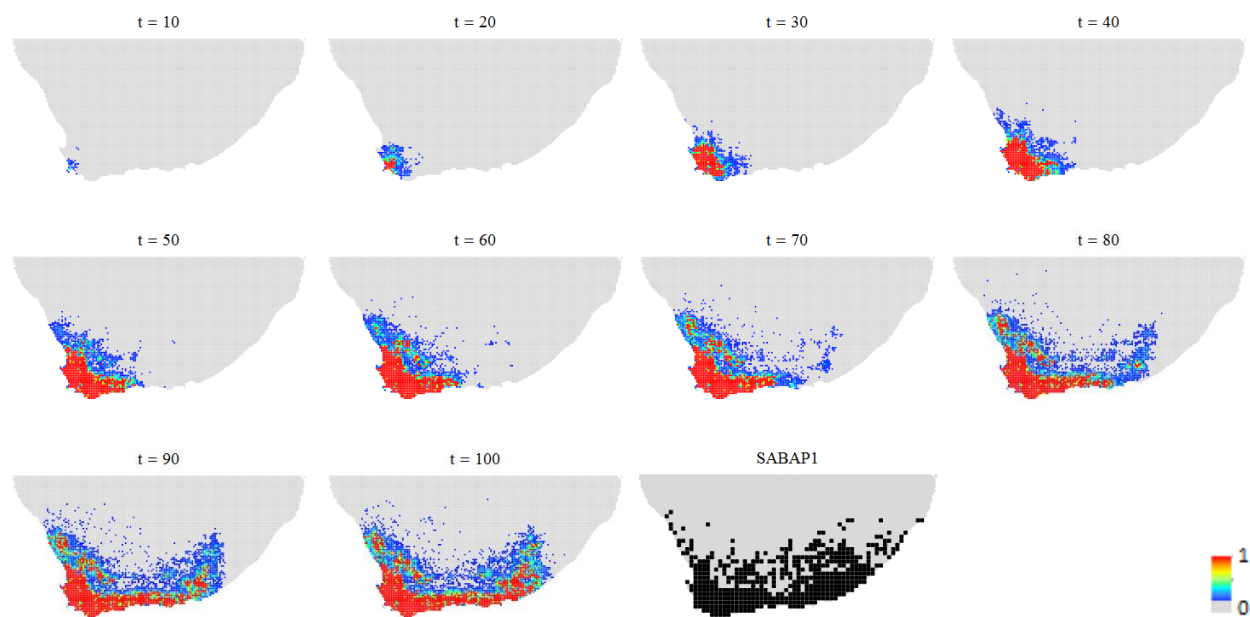 t = 10
t = 20
t = 30
t = 40
t = 50
t = 60
t = 70
t = 80
t = 90
t = 100
SABAP1
1
0